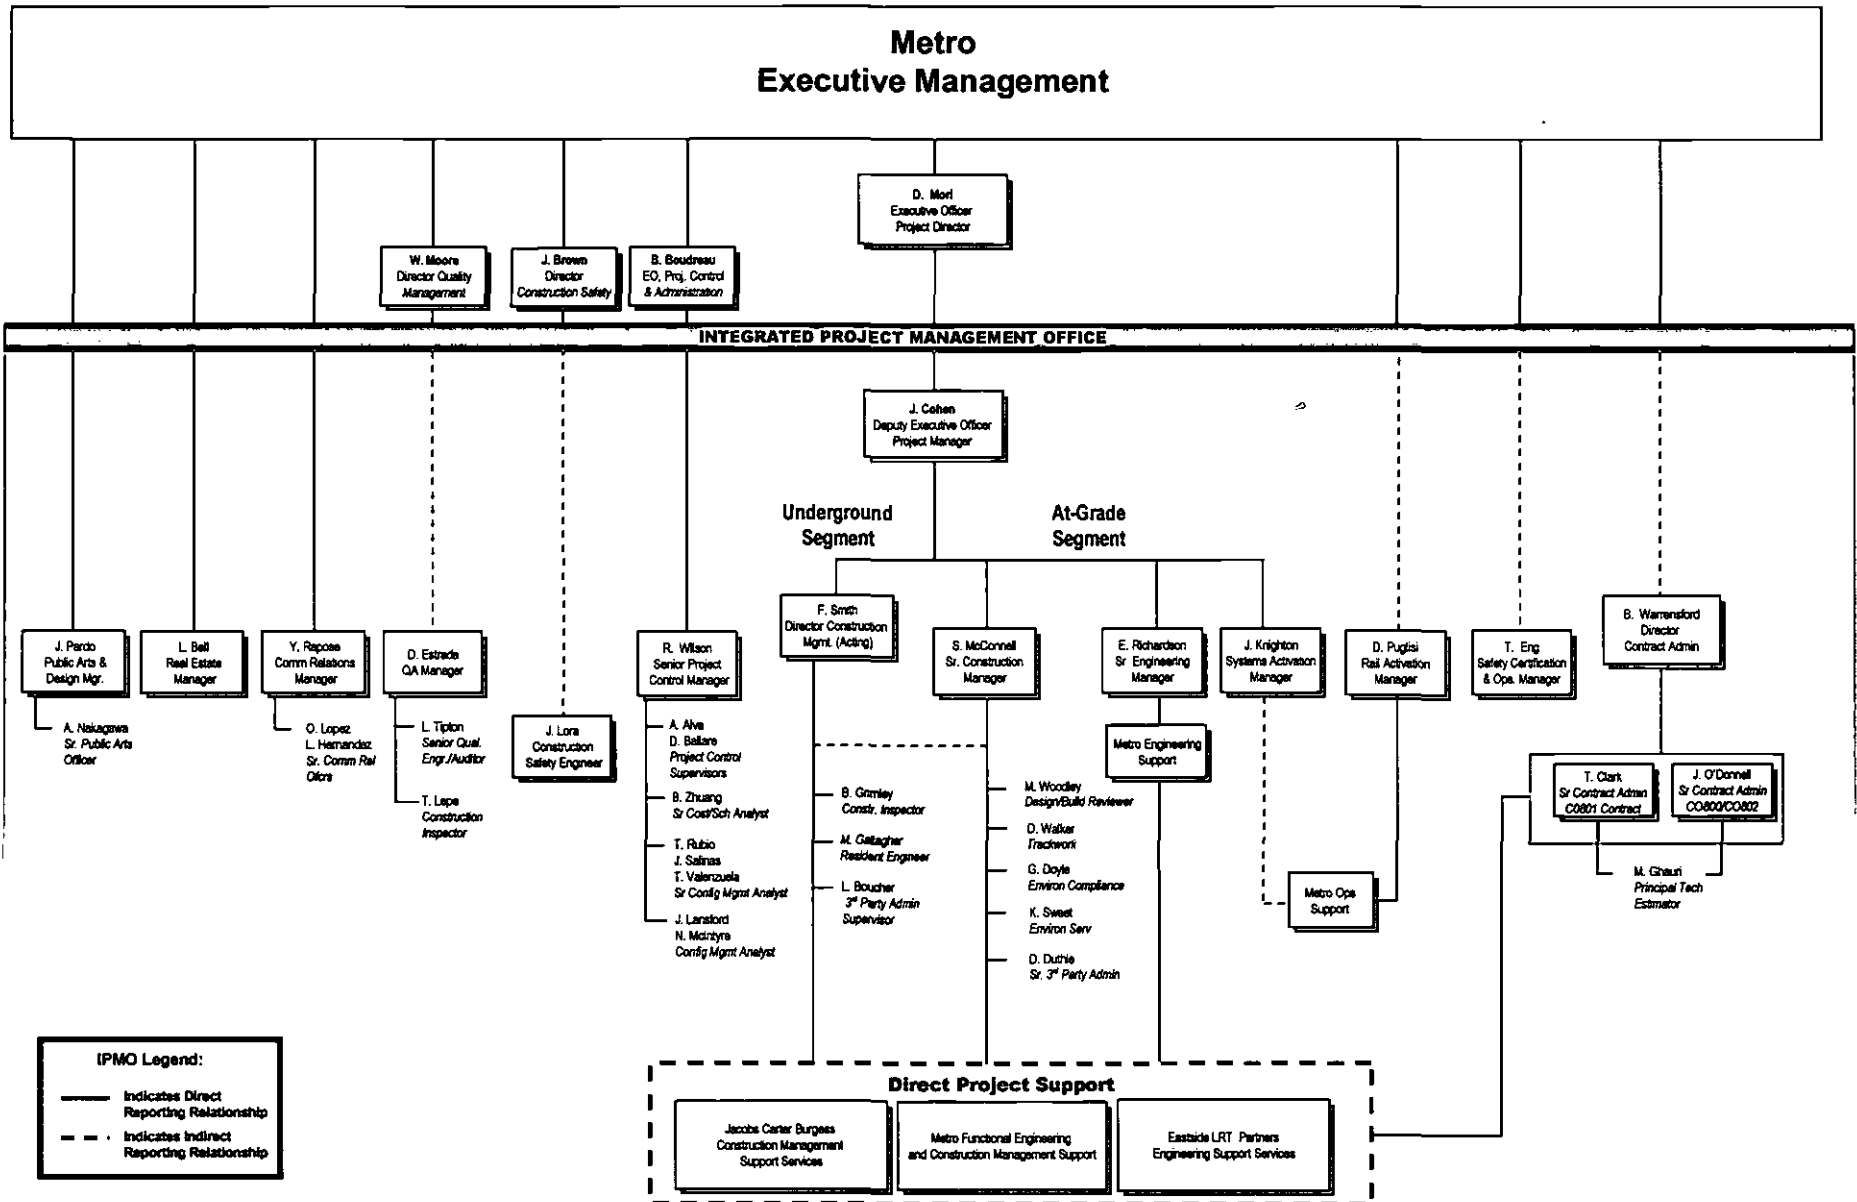 Metro
Executive Management
D. Mori
Executive Officer
Project Director
W. Moore
Director Quality
Management
J. Brown
Director
Construction Safety
B. Boudreau
EO, Proj. Control
& Administration
INTEGRATED PROJECT MANAGEMENT OFFICE
J. Cohen
Deputy Executive Officer
Project Manager
Underground
Segment
At-Grade
Segment
J. Pardo
Public Arts &
Design Mgr.
L. Bell
Real Estate
Manager
Y. Rapose
Comm Relations
Manager
D. Estrada
QA Manager
R. Wilson
Senior Project
Control Manager
F. Smith
Director Construction
Mgmt. (Acting)
S. McConnell
Sr. Construction
Manager
E. Richardson
Sr Engineering
Manager
J. Knighton
Systems Activation
Manager
D. Puglisi
Rail Activation
Manager
T. Eng
Safety Certification
& Ops. Manager
B. Warrensford
Director
Contract Admin
A. Nakagawa
Sr. Public Arts
Officer
O. Lopez
L. Hernandez
Sr. Comm Rel
Ofcrs
L. Tipton
Senior Qual.
Engr./Auditor
T. Lepe
Construction
Inspector
J. Lora
Construction
Safety Engineer
A. Alva
D. Ballare
Project Control
Supervisors
B. Zhuang
Sr Cost/Sch Analyst
T. Rubio
J. Salinas
T. Valenzuela
Sr Config Mgmt Analyst
J. Lansford
N. McIntyre
Config Mgmt Analyst
B. Grimley
Constr. Inspector
M. Gallagher
Resident Engineer
L. Boucher
3rd Party Admin
Supervisor
M. Woodley
Design/Build Reviewer
D. Walker
Trackwork
G. Doyle
Environ Compliance
K. Sweet
Environ Serv
D. Duthie
Sr. 3rd Party Admin
Metro Engineering
Support
Metro Ops
Support
T. Clark
Sr Contract Admin
C0801 Contract
J. O'Donnell
Sr Contract Admin
CO800/CO802
M. Ghauri
Principal Tech
Estimator
IPMO Legend:
Indicates Direct
Reporting Relationship
Indicates Indirect
Reporting Relationship
Direct Project Support
Jacobs Carter Burgess
Construction Management
Support Services
Metro Functional Engineering
and Construction Management Support
Eastside LRT Partners
Engineering Support Services